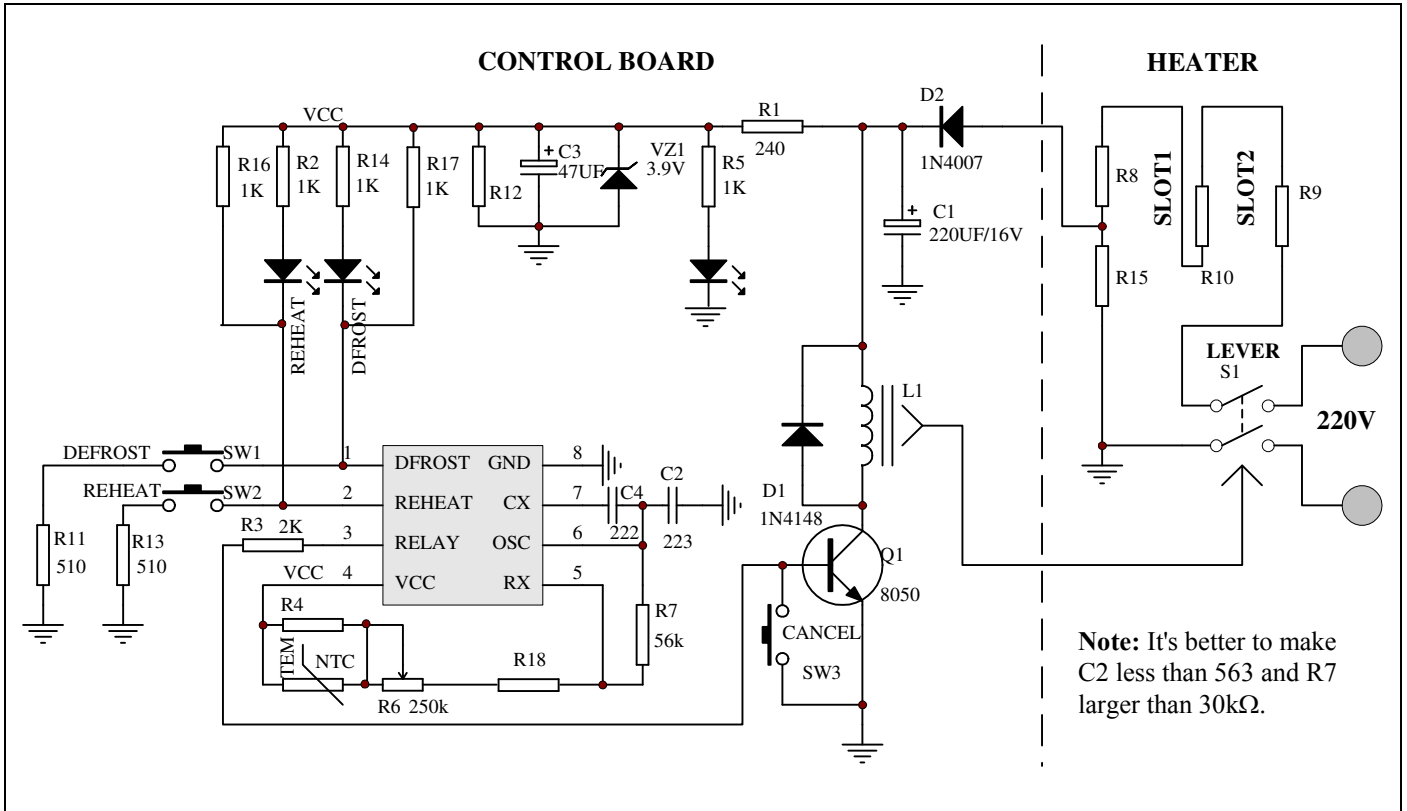 CONTROL BOARD
HEATER
VCC
R16
1K
R2
1K
R14
1K
R17
1K
R12
C3
47UF
VZ1
3.9V
R5
1K
R1
240
D2
1N4007
C1
220UF/16V
R8
SLOT1
SLOT2
R9
R10
R15
REHEAT
DFROST
LEVER
S1
220V
L1
D1
1N4148
DEFROST
SW1
REHEAT
SW2
R11
510
R13
510
R3
2K
1
DFROST
GND
8
2
REHEAT
CX
7
3
RELAY
OSC
6
4
VCC
RX
5
C4
222
C2
223
VCC
R4
TEM
NTC
R6
250k
R18
R7
56k
Q1
8050
CANCEL
SW3
Note: It's better to make
C2 less than 563 and R7
larger than 30kΩ.